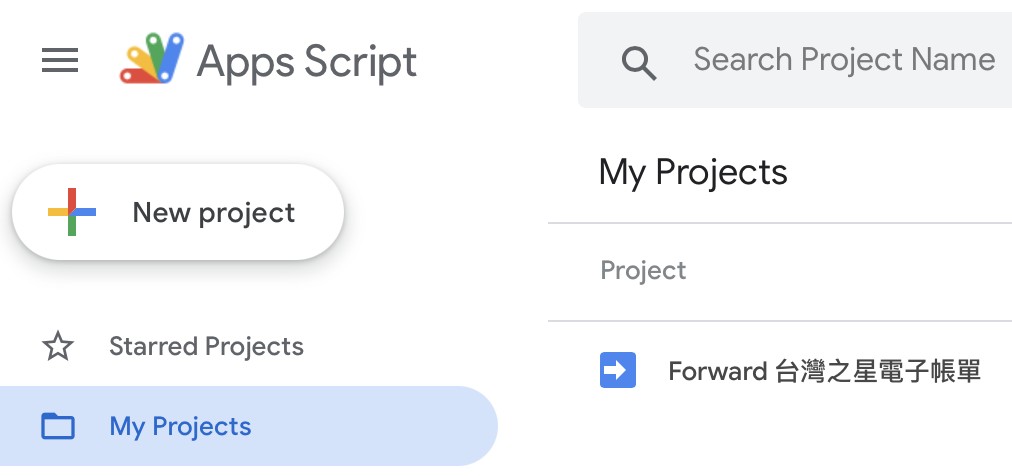 Apps Script
Search Project Name
New project
Starred Projects
My Projects
My Projects
Project
Forward 台灣之星電子帳單